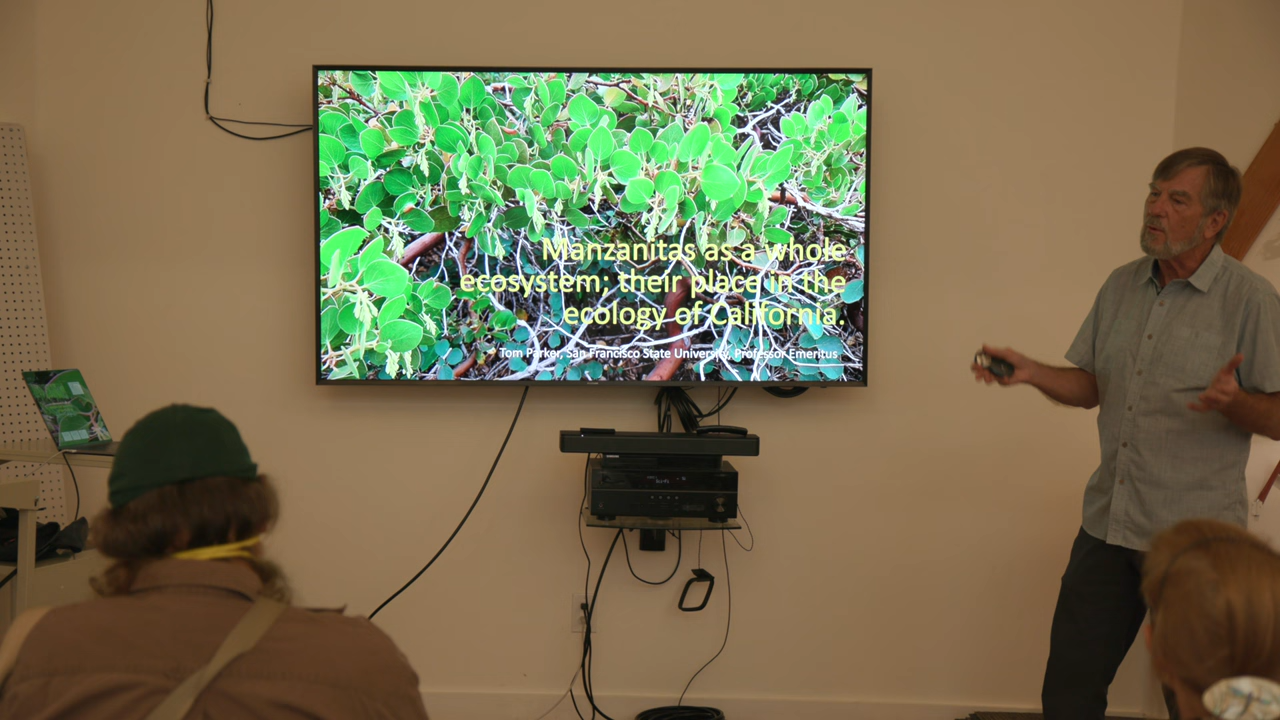 Manzanitas as a whole
ecosystem; their place in the
ecology of California.
Tom Parker, San Francisco State University, Professor Emeritus